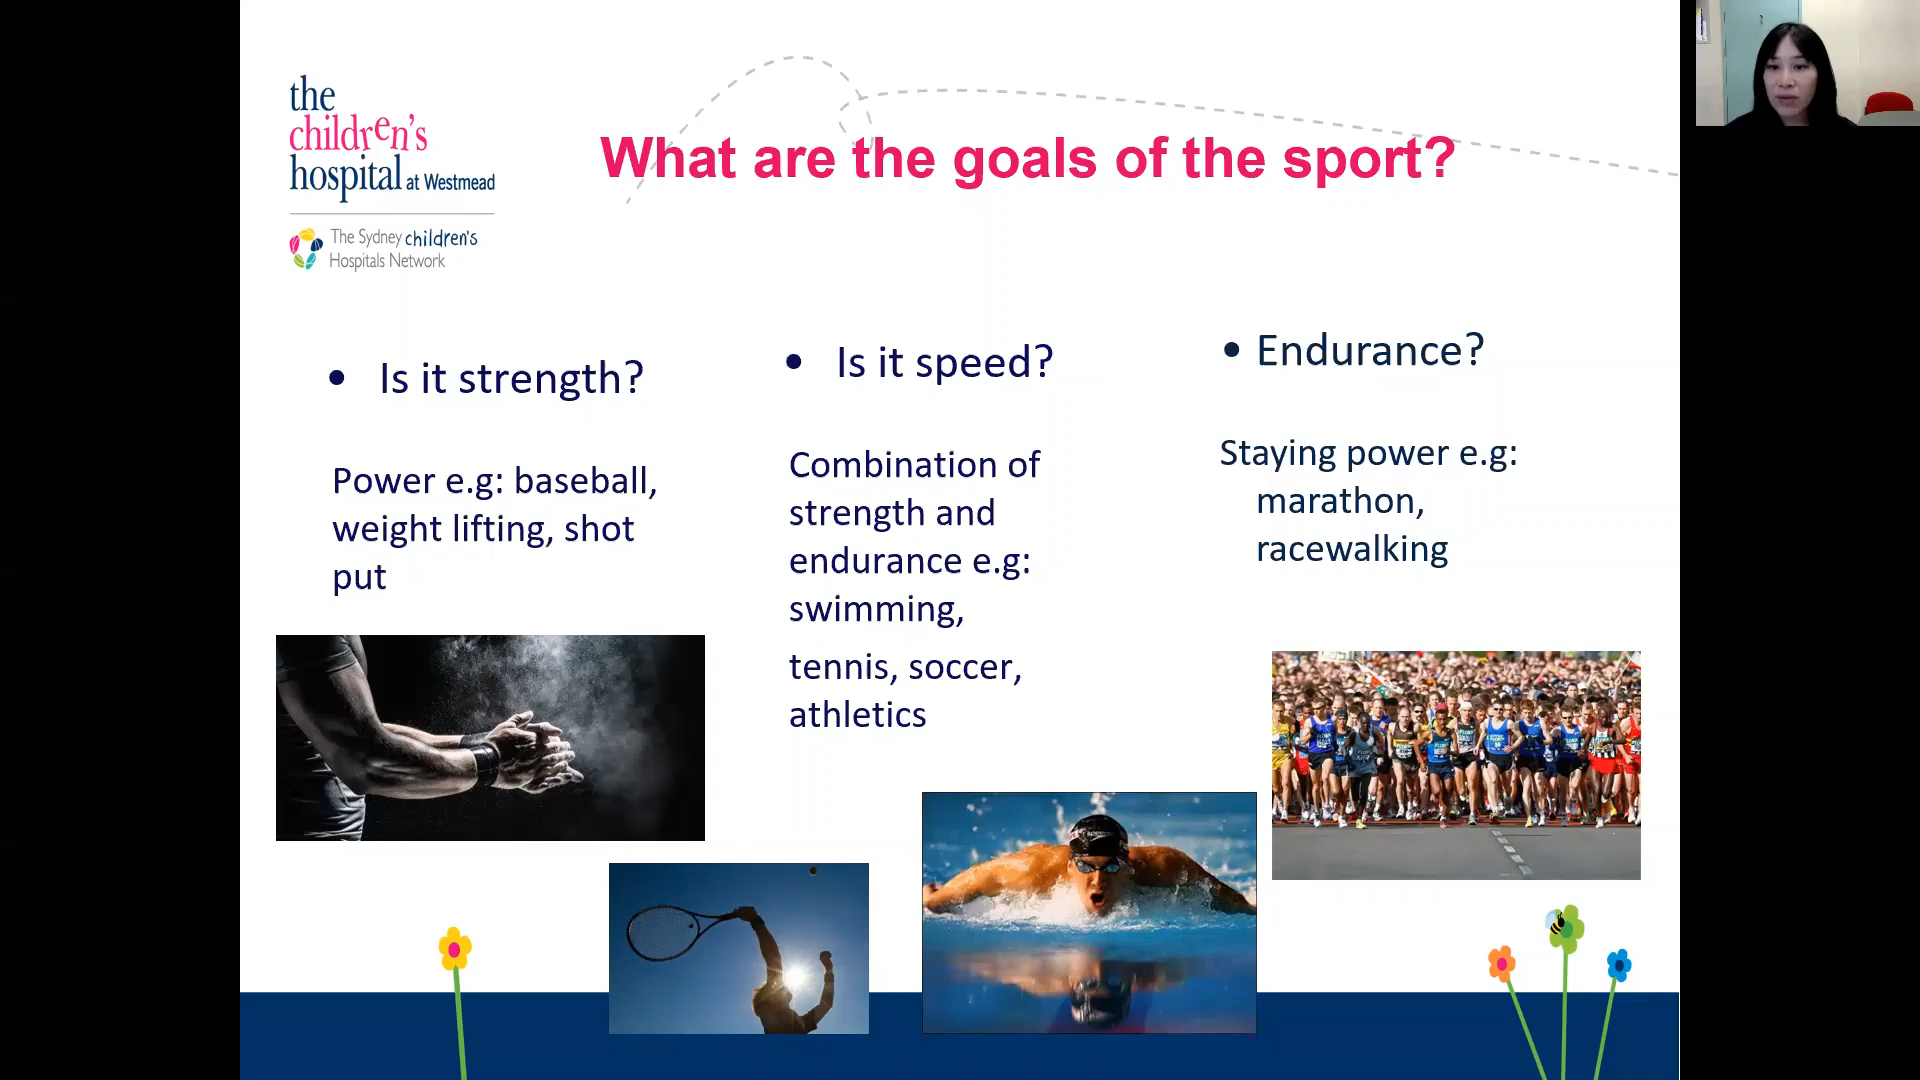 the
children's
hospital at Westmead
The Sydney children's
Hospitals Network
What are the goals of the sport?
• Is it strength?
Power e.g: baseball,
weight lifting, shot
put
• Is it speed?
Combination of
strength and
endurance e.g:
swimming,
tennis, soccer,
athletics
• Endurance?
Staying power e.g:
marathon,
racewalking